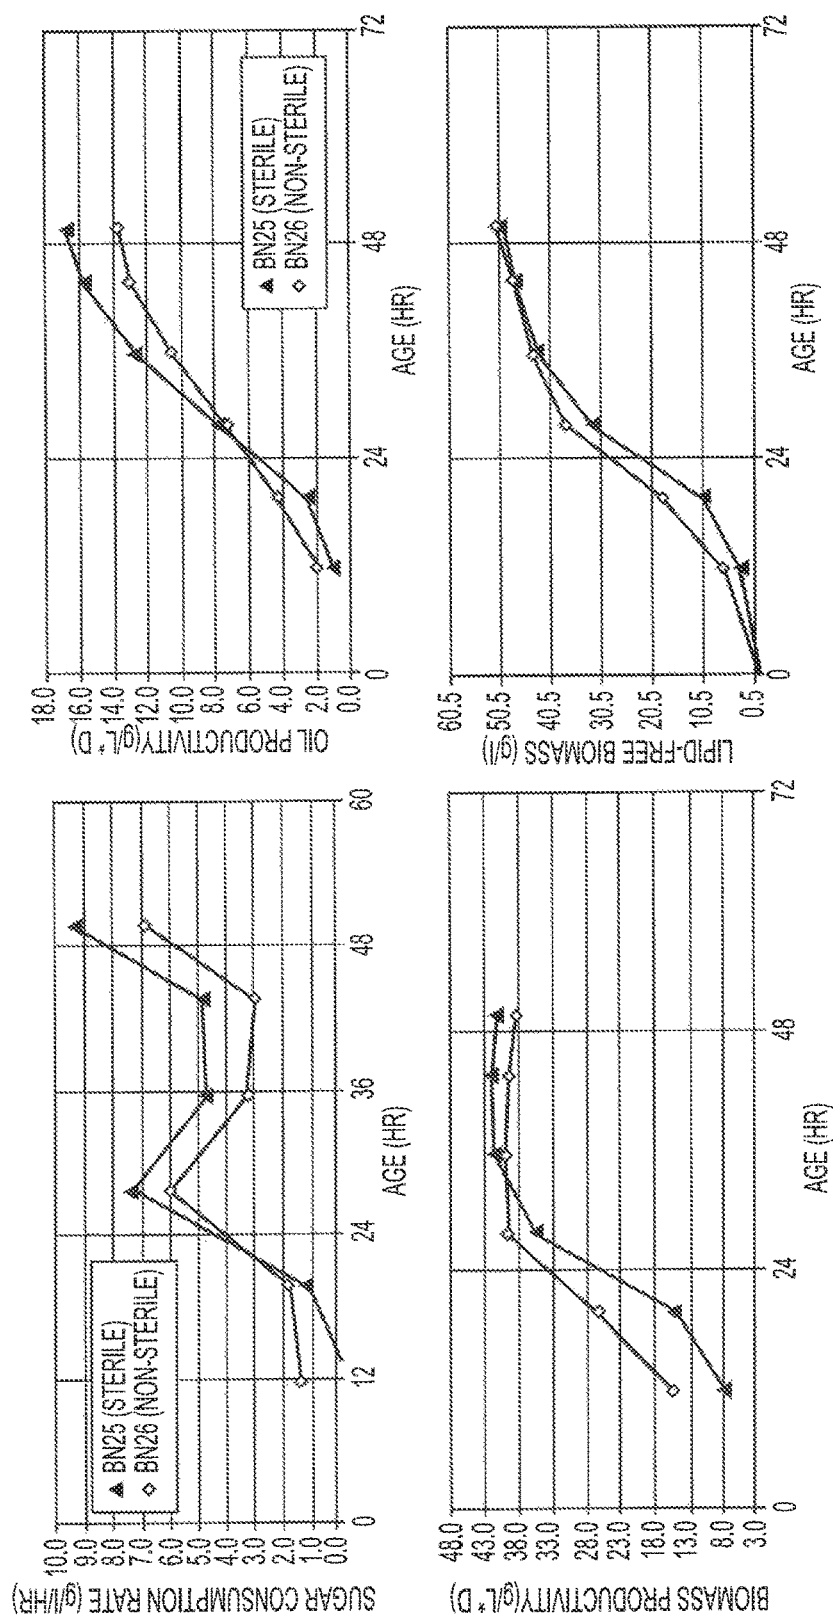 SUGAR CONSUMPTION RATE (g/l/HR)
10.0
9.0
8.0
7.0
6.0
5.0
4.0
3.0
2.0
1.0
0.0
BN25 (STERILE)
BN26 (NON-STERILE)
0 12 24 36 48 60
AGE (HR)
OIL PRODUCTIVITY(g/L*D)
18.0
16.0
14.0
12.0
10.0
8.0
6.0
4.0
2.0
0.0
BN25 (STERILE)
BN26 (NON-STERILE)
0 24 48 72
AGE (HR)
BIOMASS PRODUCTIVITY(g/L*D)
48.0
43.0
38.0
33.0
28.0
23.0
18.0
13.0
8.0
3.0
0 24 48 72
AGE (HR)
LIPID-FREE BIOMASS (g/l)
60.5
50.5
40.5
30.5
20.5
10.5
0.5
0 24 48 72
AGE (HR)